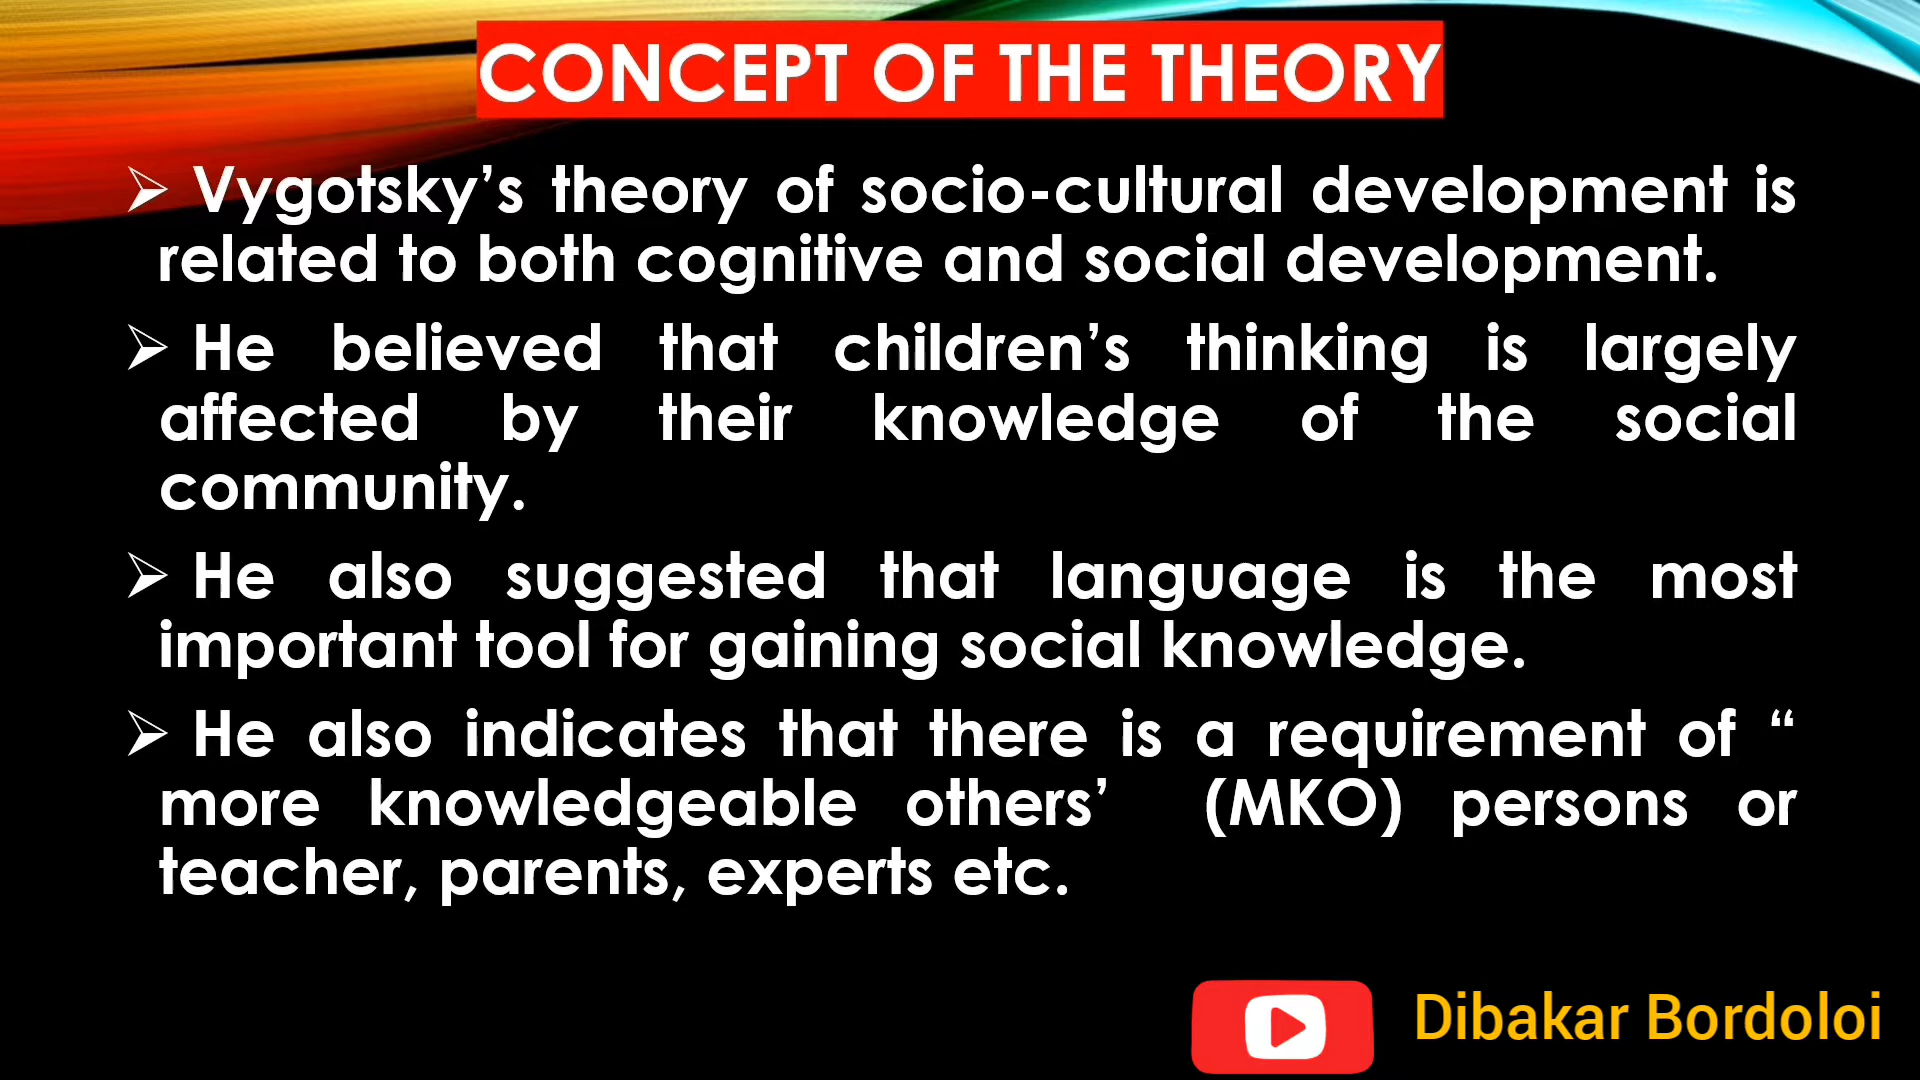 CONCEPT OF THE THEORY
➢ Vygotsky’s theory of socio-cultural development is
related to both cognitive and social development.
➢ He believed that children’s thinking is largely
affected by their knowledge of the social
community.
➢ He also suggested that language is the most
important tool for gaining social knowledge.
➢ He also indicates that there is a requirement of “
more knowledgeable others’ (MKO) persons or
teacher, parents, experts etc.
Dibakar Bordoloi